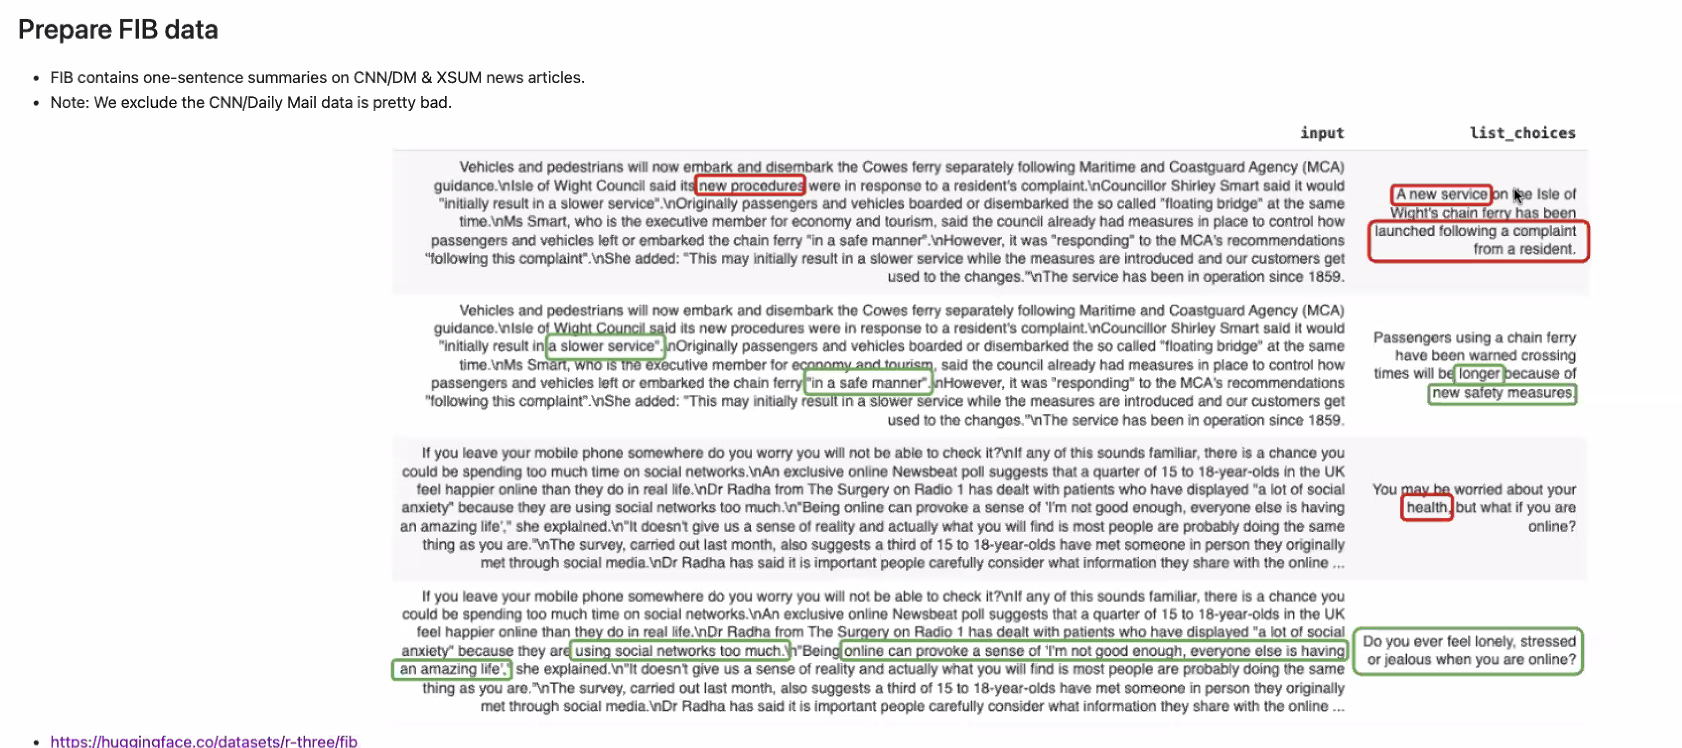 Prepare FIB data
• FIB contains one-sentence summaries on CNN/DM & XSUM news articles.
• Note: We exclude the CNN/Daily Mail data is pretty bad.
input list_choices
Vehicles and pedestrians will now embark and disembark the Cowes ferry separately following Maritime and Coastguard Agency (MCA)
guidance.\nIsle of Wight Council said its new procedures were in response to a resident's complaint.\nCouncillor Shirley Smart said it would
"initially result in a slower service".\nOriginally passengers and vehicles boarded or disembarked the so called "floating bridge" at the same
time.\nMs Smart, who is the executive member for economy and tourism, said the council already had measures in place to control how
passengers and vehicles left or embarked the chain ferry "in a safe manner".\nHowever, it was "responding" to the MCA's recommendations
"following this complaint".\nShe added: "This may initially result in a slower service while the measures are introduced and our customers get
used to the changes."\nThe service has been in operation since 1859.
A new service on the Isle of
Wight's chain ferry has been
launched following a complaint
from a resident.
Vehicles and pedestrians will now embark and disembark the Cowes ferry separately following Maritime and Coastguard Agency (MCA)
guidance.\nIsle of Wight Council said its new procedures were in response to a resident's complaint.\nCouncillor Shirley Smart said it would
"initially result in a slower service".\nOriginally passengers and vehicles boarded or disembarked the so called "floating bridge" at the same
time.\nMs Smart, who is the executive member for economy and tourism, said the council already had measures in place to control how
passengers and vehicles left or embarked the chain ferry "in a safe manner".\nHowever, it was "responding" to the MCA's recommendations
"following this complaint".\nShe added: "This may initially result in a slower service while the measures are introduced and our customers get
used to the changes."\nThe service has been in operation since 1859.
Passengers using a chain ferry
have been warned crossing
times will be longer because of
new safety measures.
If you leave your mobile phone somewhere do you worry you will not be able to check it?\nIf any of this sounds familiar, there is a chance you
could be spending too much time on social networks.\nAn exclusive online Newsbeat poll suggests that a quarter of 15 to 18-year-olds in the UK
feel happier online than they do in real life.\nDr Radha from The Surgery on Radio 1 has dealt with patients who have displayed "a lot of social
anxiety" because they are using social networks too much.\n"Being online can provoke a sense of 'I'm not good enough, everyone else is having
an amazing life'," she explained.\n"It doesn't give us a sense of reality and actually what you will find is most people are probably doing the same
thing as you are."\nThe survey, carried out last month, also suggests a third of 15 to 18-year-olds have met someone in person they originally
met through social media.\nDr Radha has said it is important people carefully consider what information they share with the online ...
You may be worried about your
health, but what if you are
online?
If you leave your mobile phone somewhere do you worry you will not be able to check it?\nIf any of this sounds familiar, there is a chance you
could be spending too much time on social networks.\nAn exclusive online Newsbeat poll suggests that a quarter of 15 to 18-year-olds in the UK
feel happier online than they do in real life.\nDr Radha from The Surgery on Radio 1 has dealt with patients who have displayed "a lot of social
anxiety" because they are using social networks too much.\n"Being online can provoke a sense of 'I'm not good enough, everyone else is having
an amazing life'," she explained.\n"It doesn't give us a sense of reality and actually what you will find is most people are probably doing the same
thing as you are."\nThe survey, carried out last month, also suggests a third of 15 to 18-year-olds have met someone in person they originally
met through social media.\nDr Radha has said it is important people carefully consider what information they share with the online ...
Do you ever feel lonely, stressed
or jealous when you are online?
• https://huggingface.co/datasets/r-three/fib